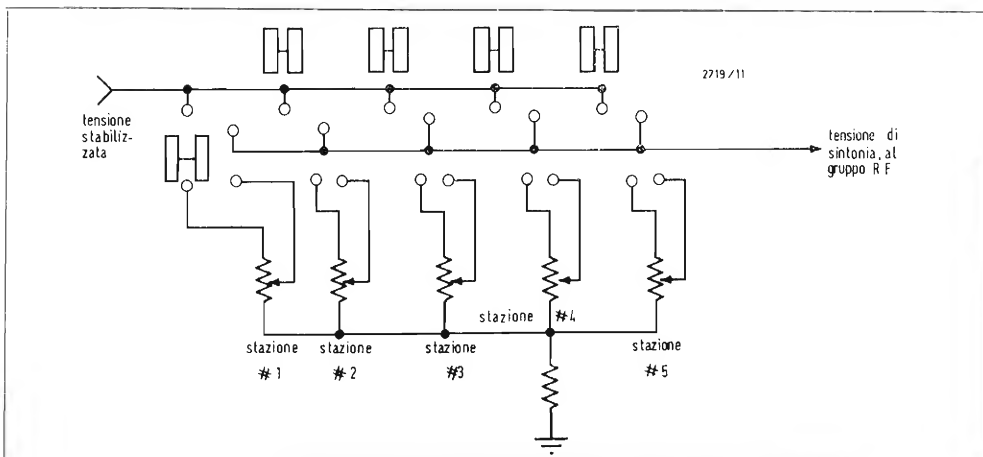 2719/11
tensione
stabiliz-
zata
tensione di
sintonia, al
gruppo RF
stazione #4
stazione
#1
stazione
#2
stazione
#3
stazione
#5